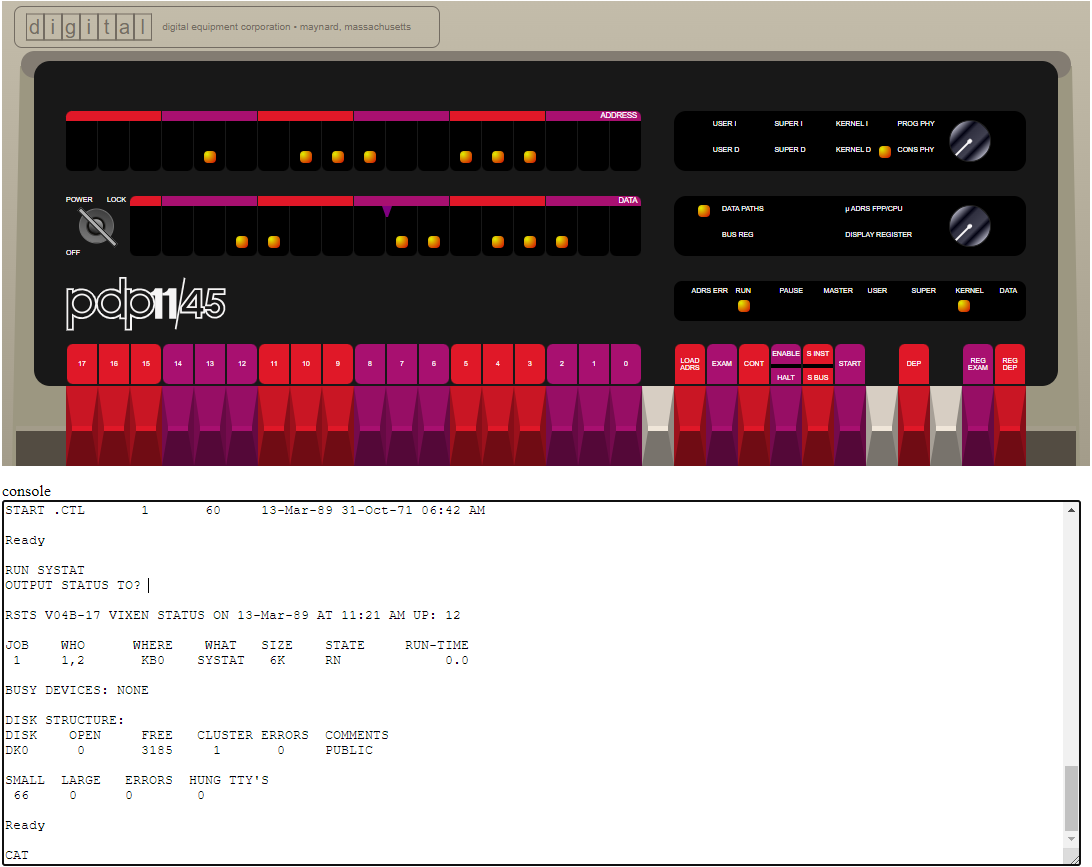 digital digital equipment corporation • maynard, massachusetts
ADDRESS
USER I SUPER I KERNEL I PROG PHY
USER D SUPER D KERNEL D CONS PHY
POWER LOCK DATA
OFF
DATA PATHS µ ADRS FPP/CPU
BUS REG DISPLAY REGISTER
pdp11/45
ADRS ERR RUN PAUSE MASTER USER SUPER KERNEL DATA
17 16 15 14 13 12 11 10 9 8 7 6 5 4 3 2 1 0
LOAD ADRS EXAM CONT ENABLE HALT S INST S BUS START DEP REG EXAM REG DEP
console
START .CTL 1 60 13-Mar-89 31-Oct-71 06:42 AM
Ready
RUN SYSTAT
OUTPUT STATUS TO?
RSTS V04B-17 VIXEN STATUS ON 13-Mar-89 AT 11:21 AM UP: 12
JOB WHO WHERE WHAT SIZE STATE RUN-TIME
1 1,2 KB0 SYSTAT 6K RN 0.0
BUSY DEVICES: NONE
DISK STRUCTURE:
DISK OPEN FREE CLUSTER ERRORS COMMENTS
DK0 0 3185 1 0 PUBLIC
SMALL LARGE ERRORS HUNG TTY'S
66 0 0 0
Ready
CAT